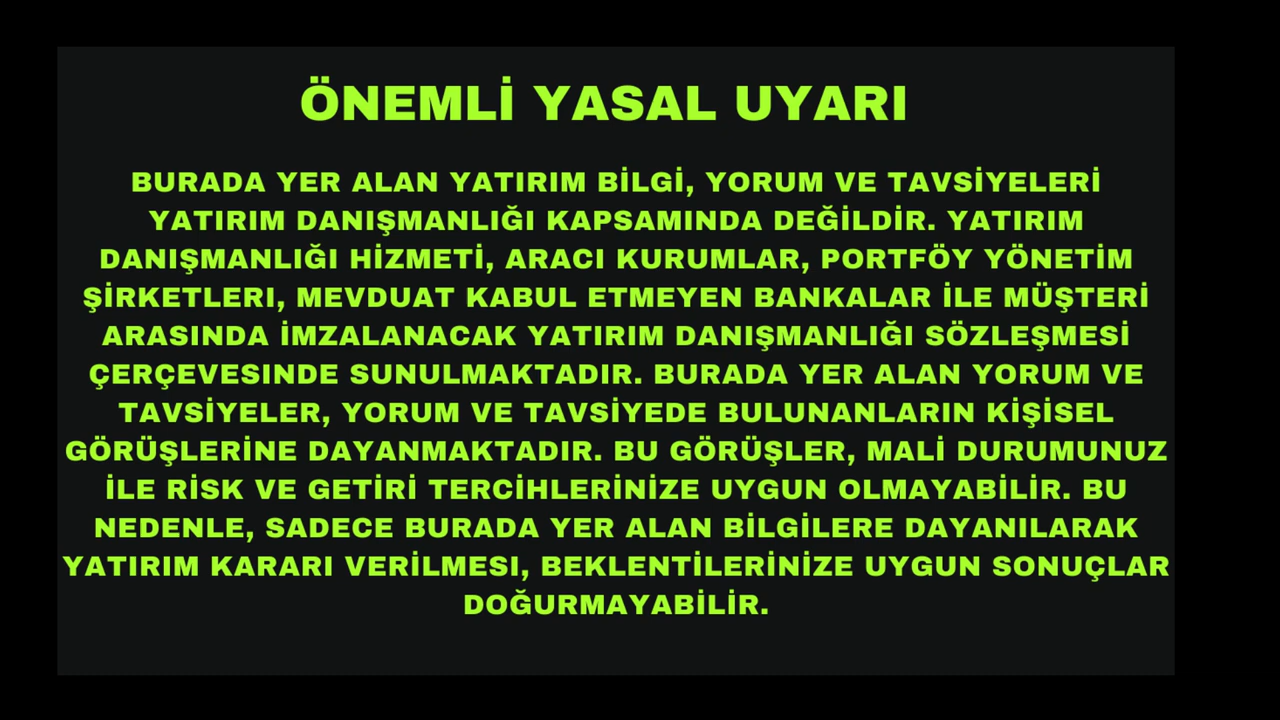 ÖNEMLİ YASAL UYARI
BURADA YER ALAN YATIRIM BİLGİ, YORUM VE TAVSİYELERİ
YATIRIM DANIŞMANLIĞI KAPSAMINDA DEĞİLDİR. YATIRIM
DANIŞMANLIĞI HİZMETİ, ARACI KURUMLAR, PORTFÖY YÖNETİM
ŞİRKETLERI, MEVDUAT KABUL ETMEYEN BANKALAR İLE MÜŞTERİ
ARASINDA İMZALANACAK YATIRIM DANIŞMANLIĞI SÖZLEŞMESİ
ÇERÇEVESINDE SUNULMAKTADIR. BURADA YER ALAN YORUM VE
TAVSİYELER, YORUM VE TAVSİYEDE BULUNANLARIN KİŞİSEL
GÖRÜŞLERİNE DAYANMAKTADIR. BU GÖRÜŞLER, MALİ DURUMUNUZ
İLE RİSK VE GETİRİ TERCİHLERİNİZE UYGUN OLMAYABİLİR. BU
NEDENLE, SADECE BURADA YER ALAN BİLGİLERE DAYANILARAK
YATIRIM KARARI VERİLMESI, BEKLENTİLERİNİZE UYGUN SONUÇLAR
DOĞURMAYABİLİR.